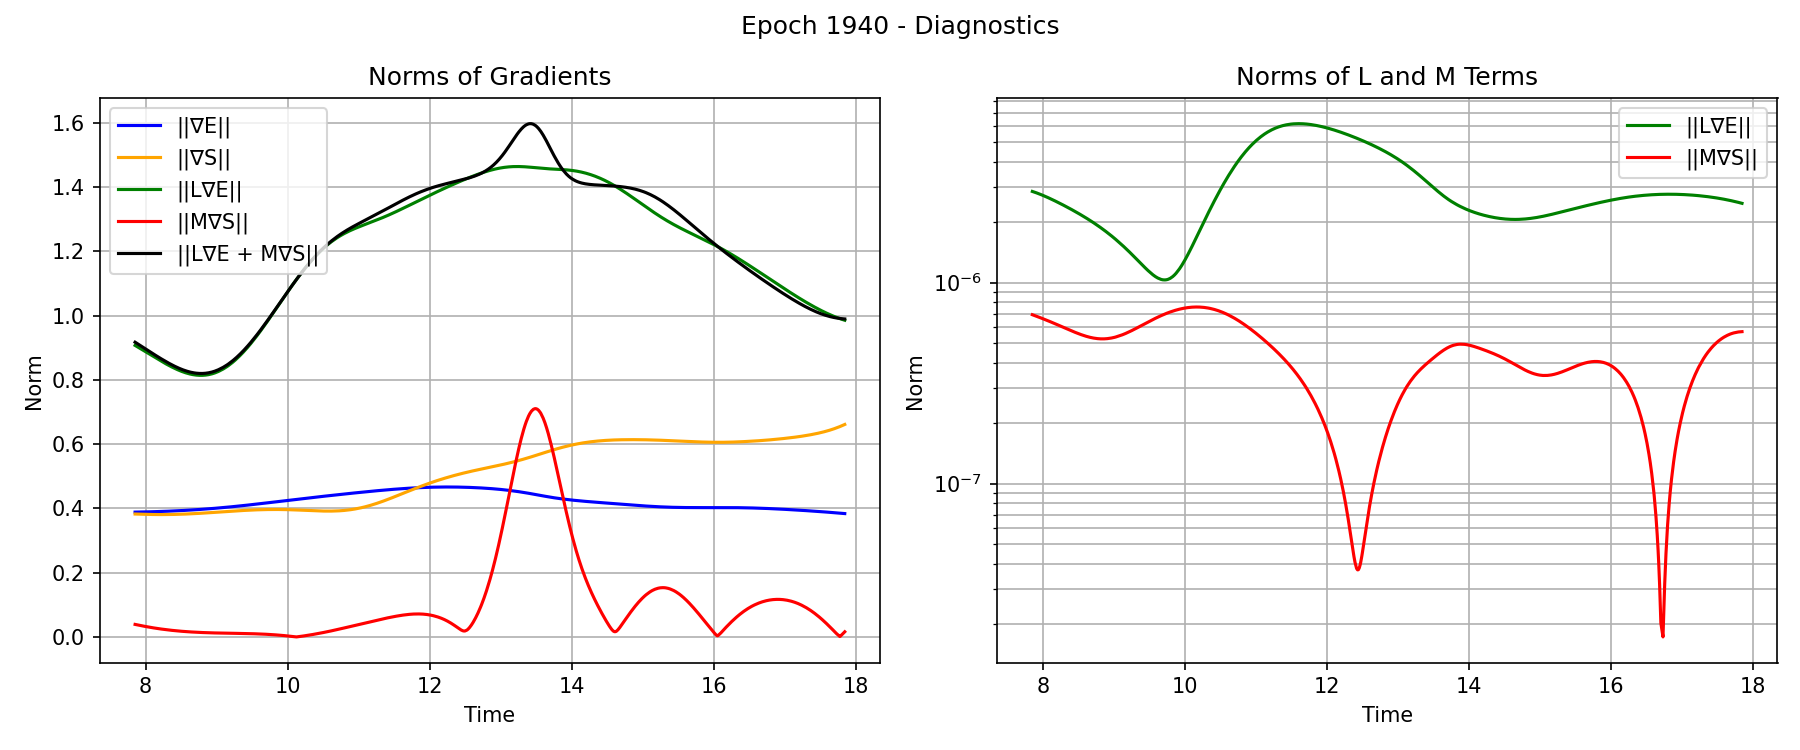 Epoch 1940 - Diagnostics
Norms of Gradients
||∇E||
||∇S||
||L∇E||
||M∇S||
||L∇E + M∇S||
1.6
1.4
1.2
1.0
0.8
0.6
0.4
0.2
0.0
Norm
8 10 12 14 16 18
Time
Norms of L and M Terms
||L∇E||
||M∇S||
10⁻⁶
10⁻⁷
Norm
8 10 12 14 16 18
Time